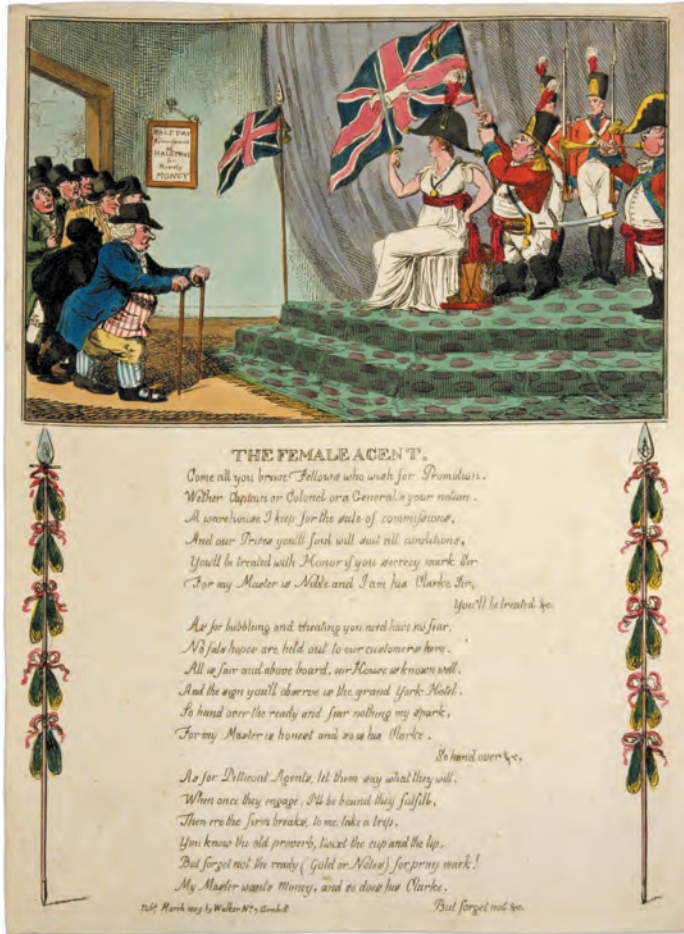 HALF PAY
HALF PRICE
for
Ready
MONEY
THE FEMALE AGENT.
Come all you brave Fellows who wish for Promotion.
Wether Captain or Colonel or a General's your notion.
A warehouse I keep for the sale of commissions,
And our Prices you'll find will suit all conditions,
You'll be treated with Honor if you secrecy mark Sir
For my Master is Noble and I am his Clarke Sir,
You'll be treated &c.
As for bubbling and cheating you need have no fear.
No fals hopes are held out to our customers here.
All is fair and above board, our House is known well.
And the sign you'll observe is the grand York Hotel.
So hand over the ready and fear nothing my spark,
For my Master is honest and so is his Clarke.
So hand over &c,
As for Petticoat Agents, let them say what they will.
When once they engage, I'll be bound they fulfill,
Then ere the firm breaks, to me take a trip,
You know the old proverb, twixt the cup and the lip.
But forget not the ready (Gold or Notes) for pray mark!
My Master wants Money, and so does his Clarke.
But forget not &c.
Pub. March 1809 by Walker No 7 Cornhill